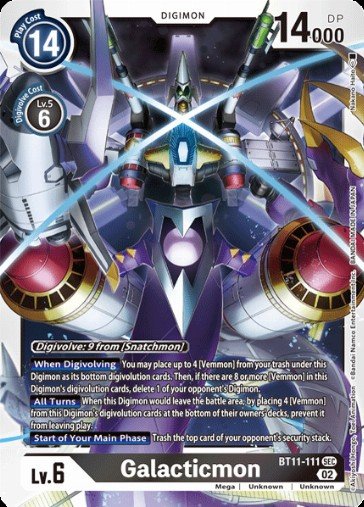 Play Cost
14
DIGIMON
14000
DP
Digivolve Cost
Lv.5
6
Digivolve: 9 from [Snatchmon]
When Digivolving You may place up to 4 [Vemmon] from your trash under this
Digimon as its bottom digivolution cards. Then, if there are 8 or more [Vemmon] in this
Digimon's digivolution cards, delete 1 of your opponent's Digimon.
All Turns When this Digimon would leave the battle area, by placing 4 [Vemmon]
from this Digimon's digivolution cards at the bottom of their owners' decks, prevent it
from leaving play.
Start of Your Main Phase Trash the top card of your opponent's security stack.
BT11-111 SEC
Lv.6
Galacticmon
02
Mega | Unknown | Unknown